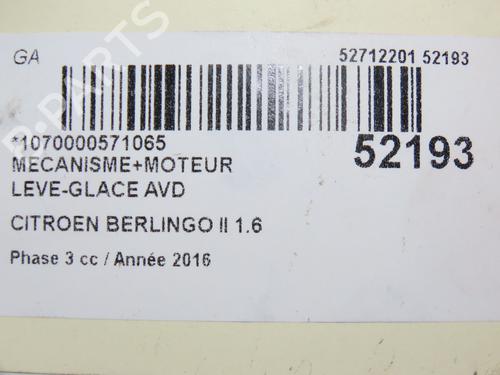 GA
52712201 52193
*1070000571065
52193
MECANISME+MOTEUR
LEVE-GLACE AVD
CITROEN BERLINGO II 1.6
Phase 3 cc / Année 2016
B-PARTS